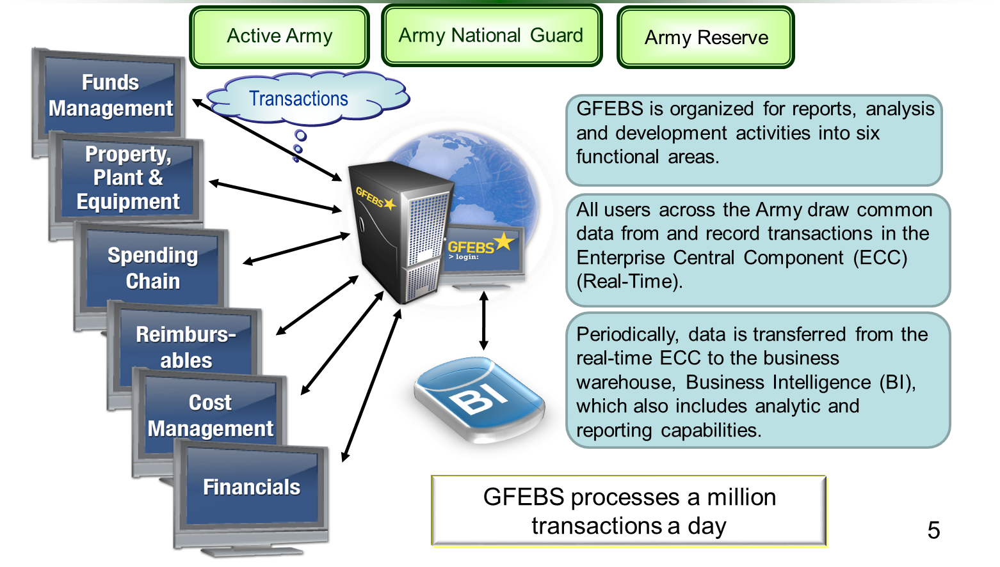 Active Army
Army National Guard
Army Reserve
Transactions
Funds
Management
Property,
Plant &
Equipment
Spending
Chain
Reimburs-
ables
Cost
Management
Financials
GFEBS
GFEBS
> login:
BI
GFEBS is organized for reports, analysis
and development activities into six
functional areas.
All users across the Army draw common
data from and record transactions in the
Enterprise Central Component (ECC)
(Real-Time).
Periodically, data is transferred from the
real-time ECC to the business
warehouse, Business Intelligence (BI),
which also includes analytic and
reporting capabilities.
GFEBS processes a million
transactions a day
5